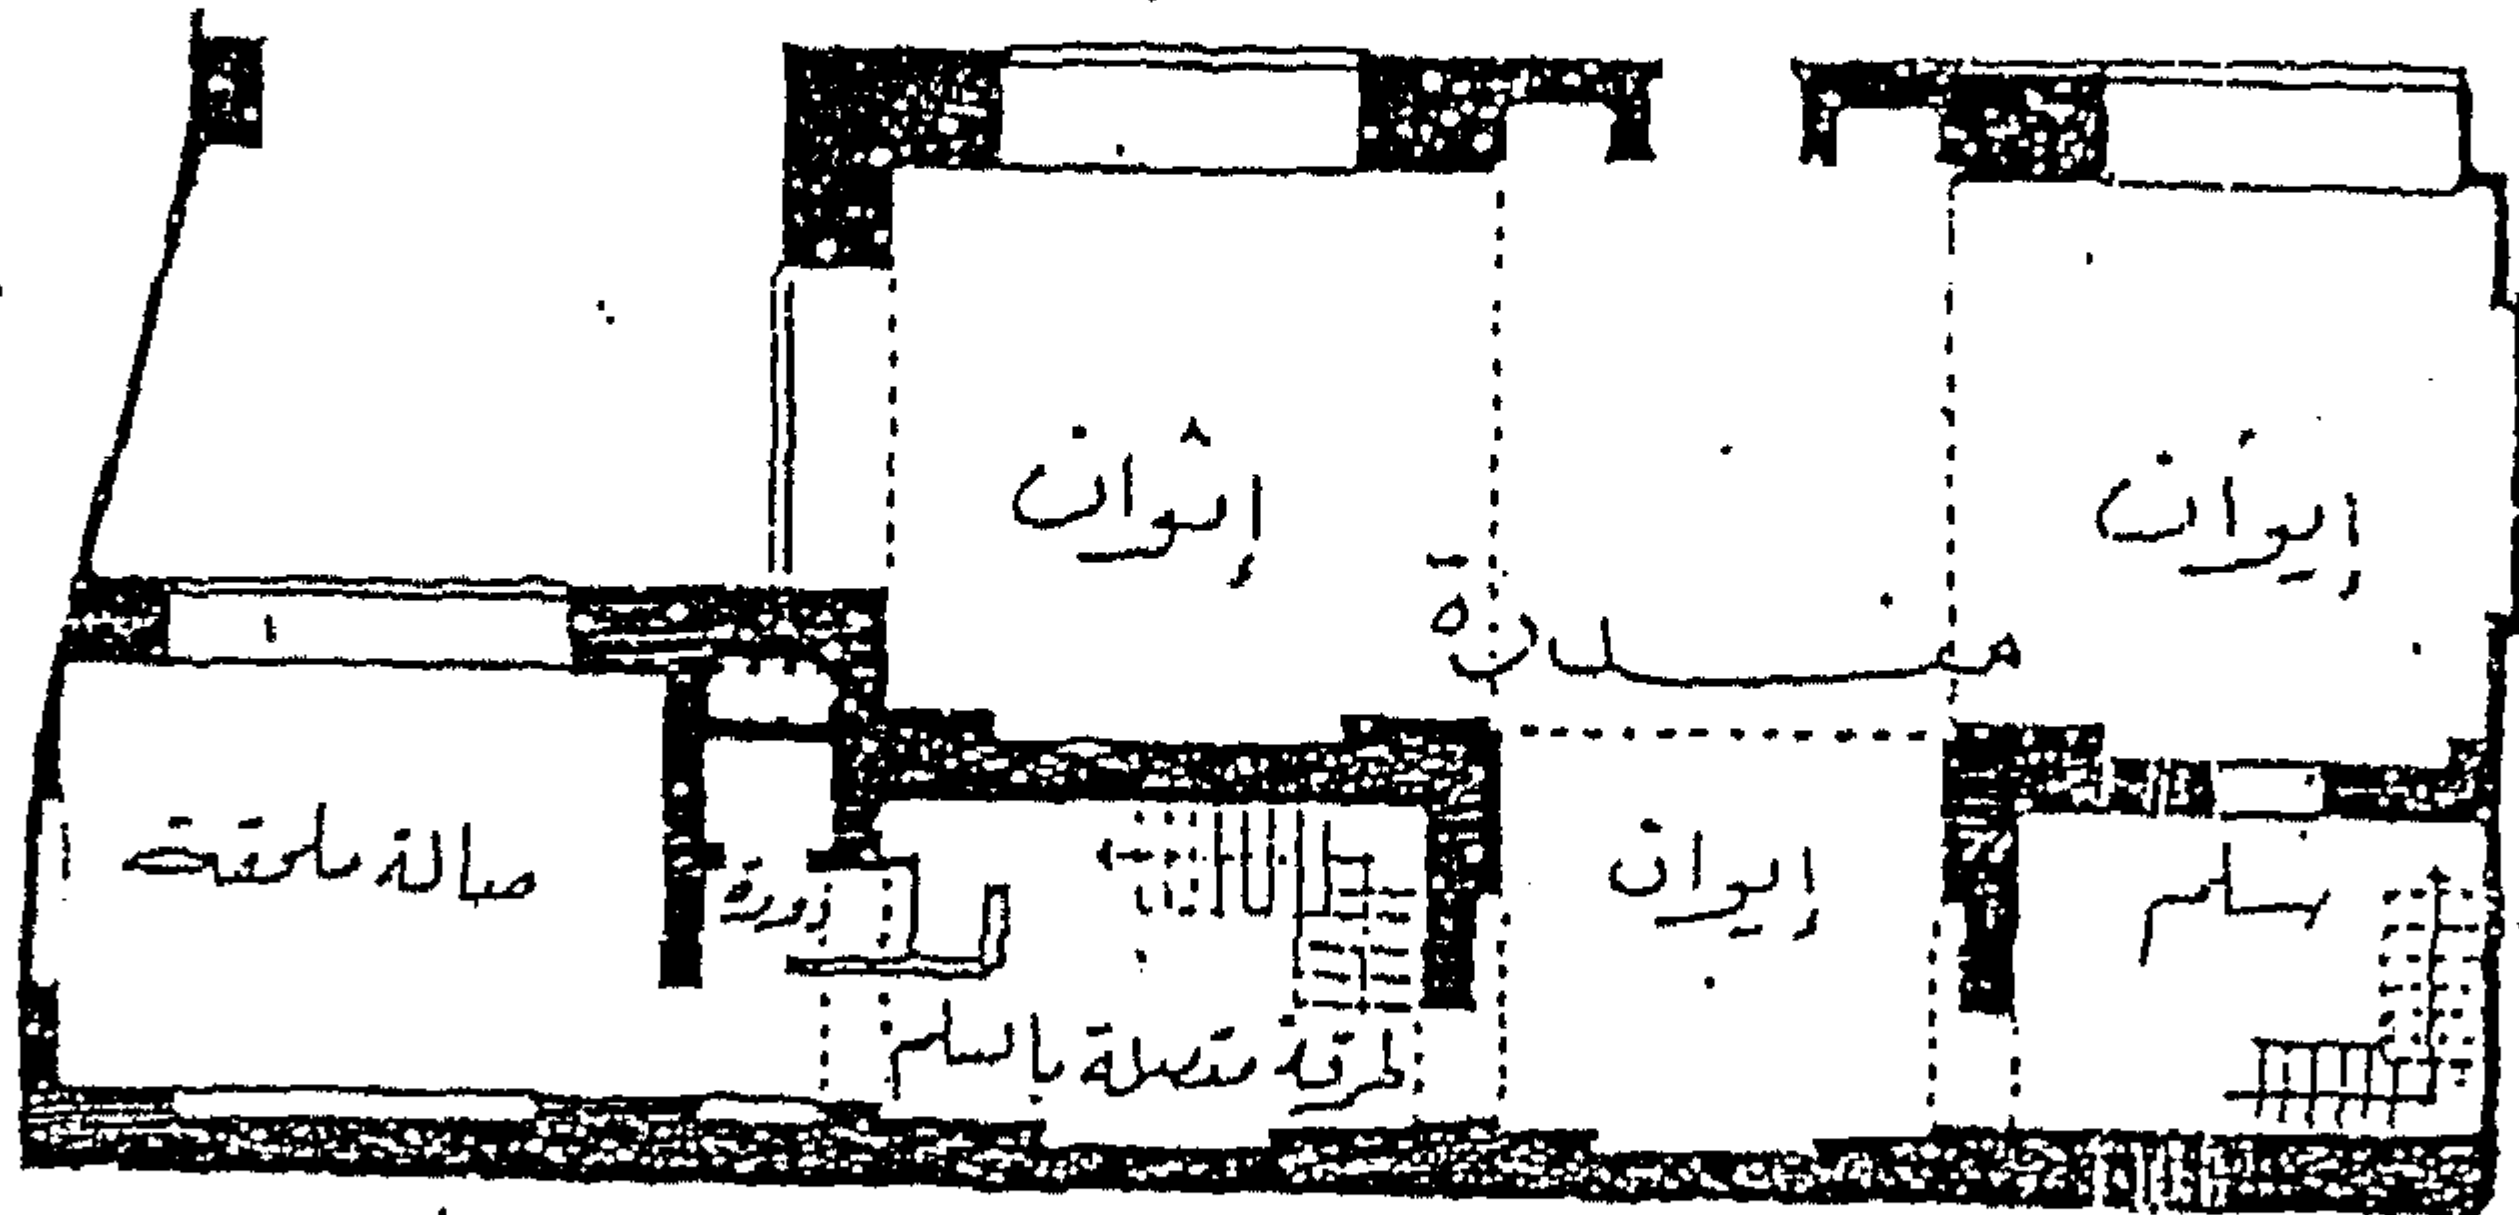 إيوان
إيوان
مندرة
سلم
إيوان
طرقة متصلة بالسلم
دورة
صالة ملحقة